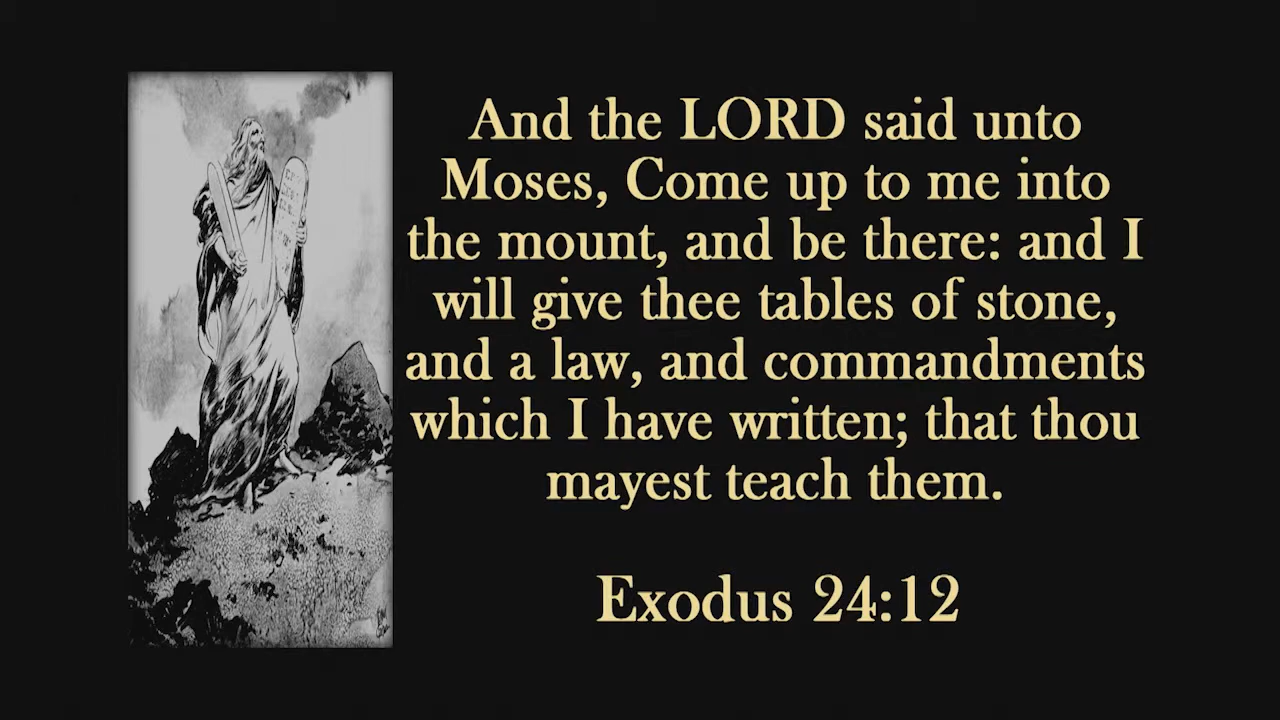 And the LORD said unto
Moses, Come up to me into
the mount, and be there: and I
will give thee tables of stone,
and a law, and commandments
which I have written; that thou
mayest teach them.
Exodus 24:12